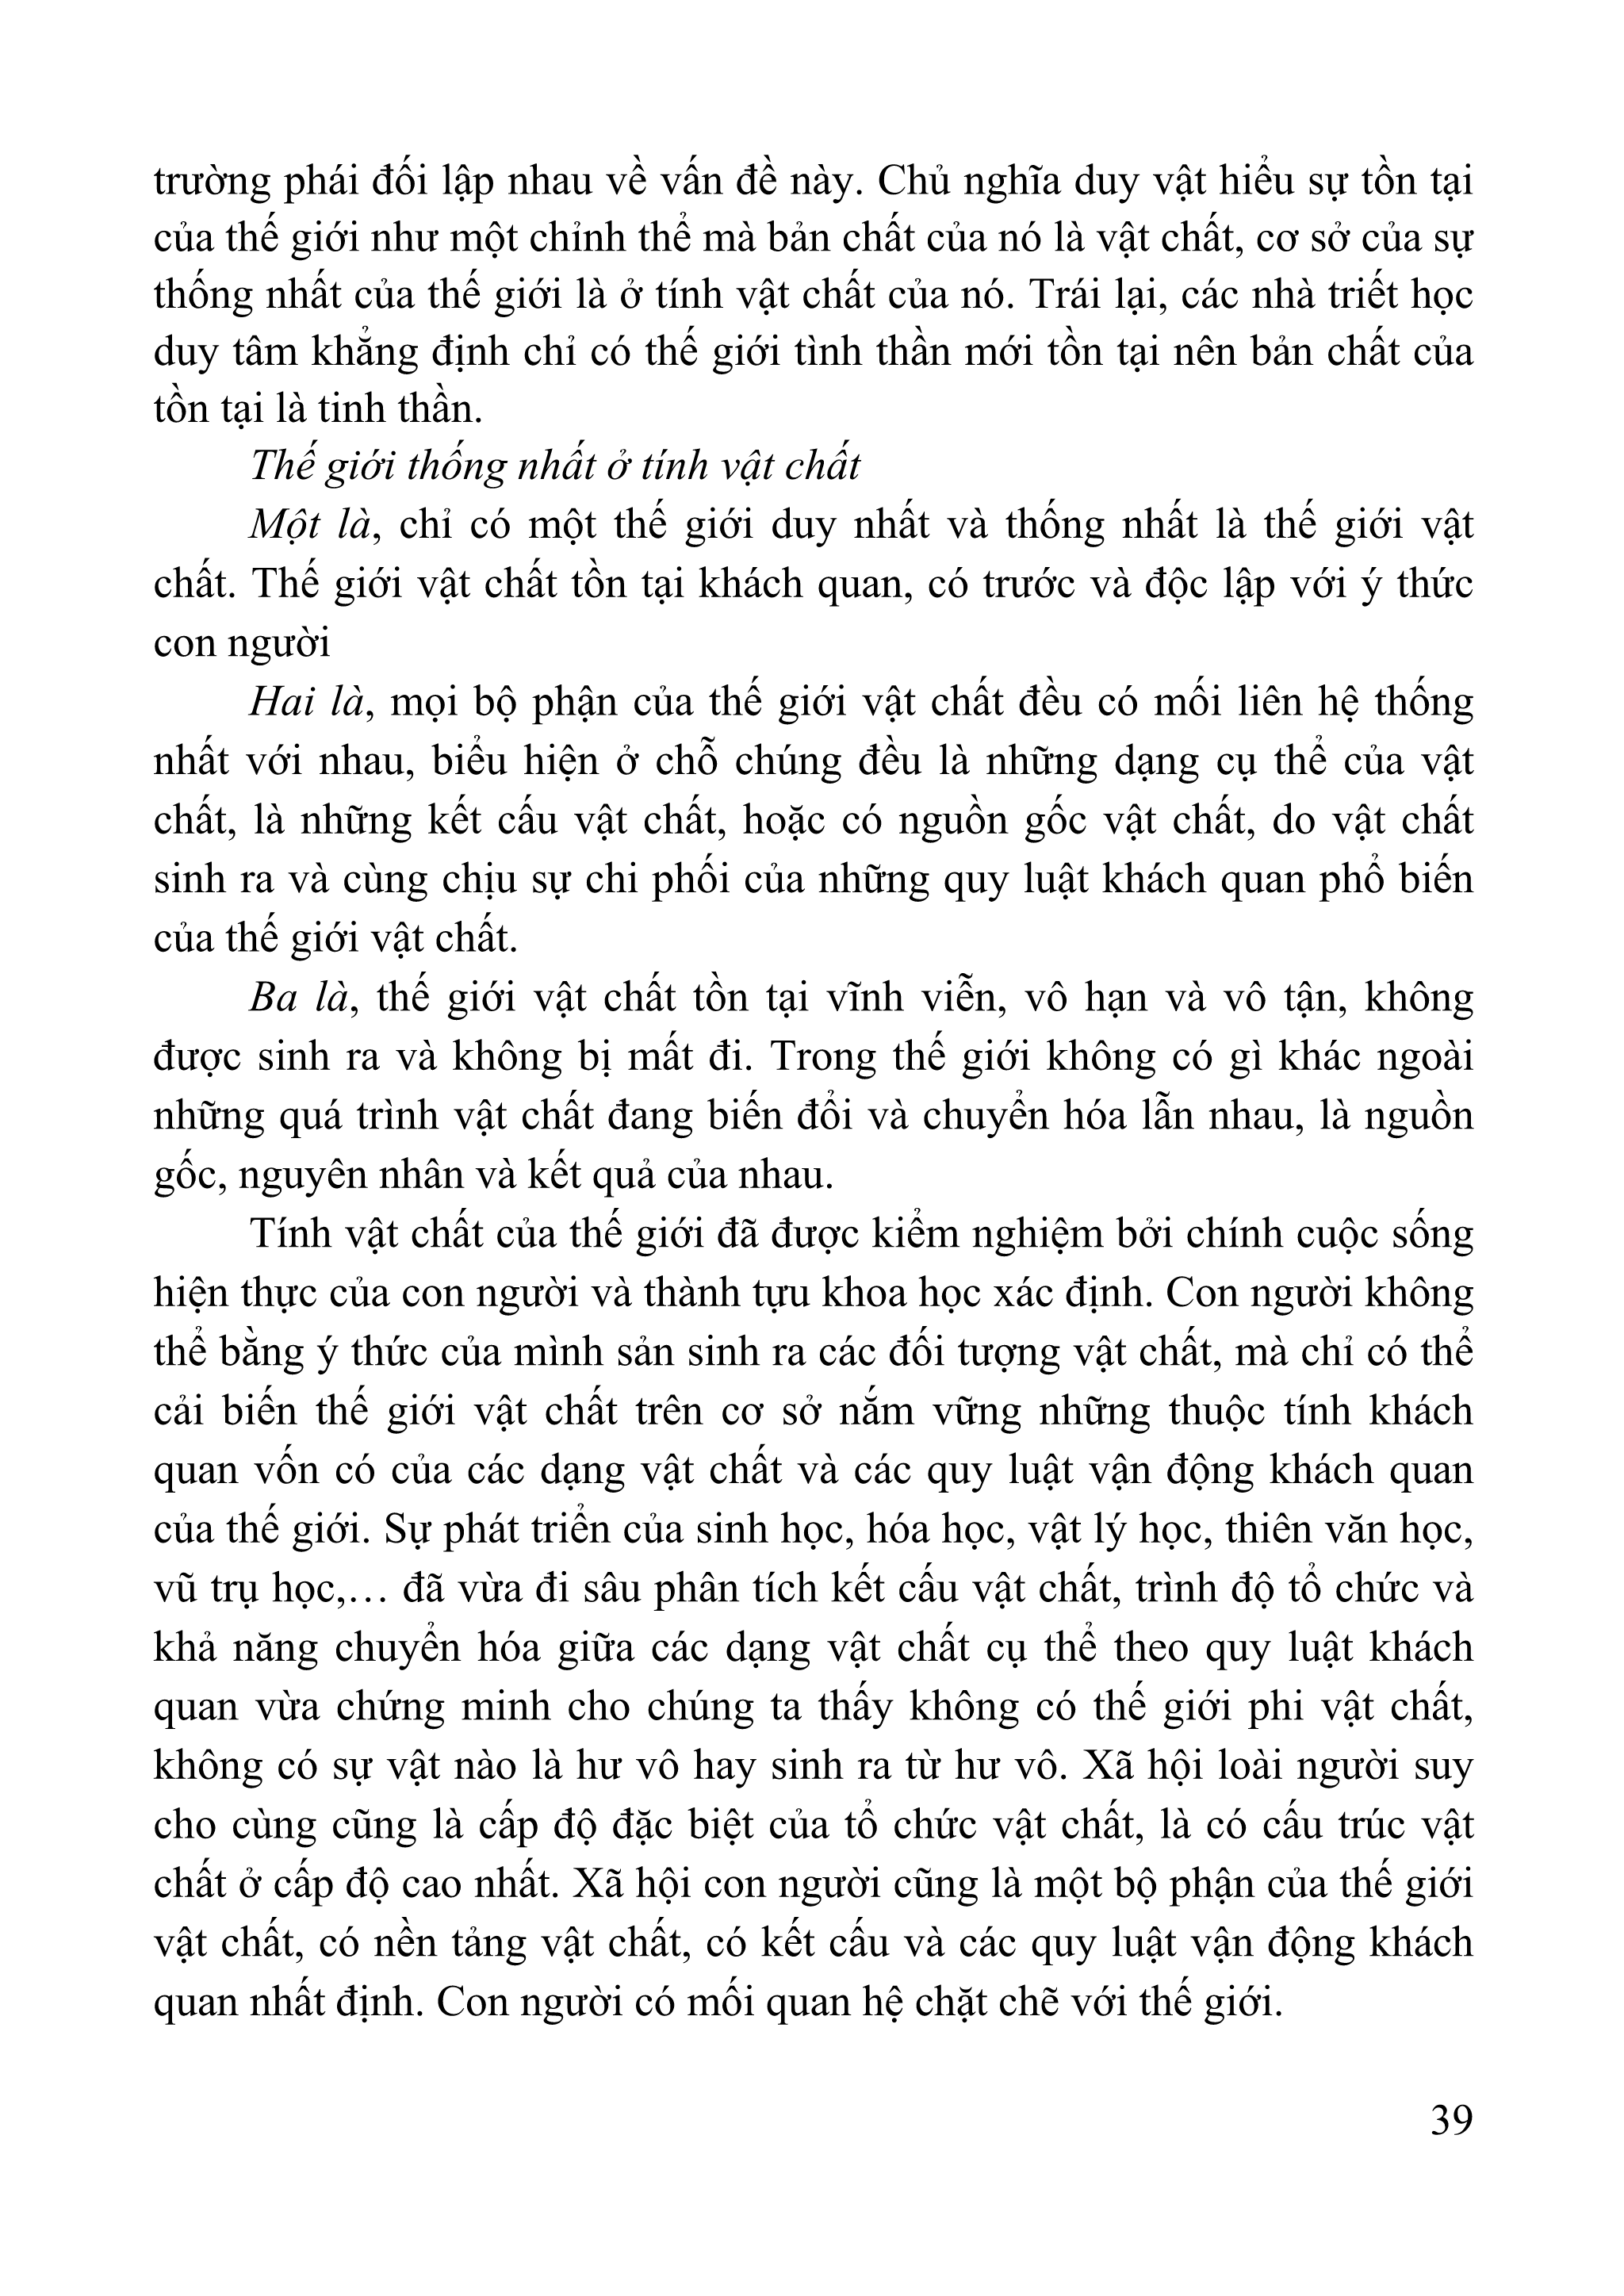 trường phái đối lập nhau về vấn đề này. Chủ nghĩa duy vật hiểu sự tồn tại
của thế giới như một chỉnh thể mà bản chất của nó là vật chất, cơ sở của sự
thống nhất của thế giới là ở tính vật chất của nó. Trái lại, các nhà triết học
duy tâm khẳng định chỉ có thế giới tình thần mới tồn tại nên bản chất của
tồn tại là tinh thần.
Thế giới thống nhất ở tính vật chất
Một là, chỉ có một thế giới duy nhất và thống nhất là thế giới vật
chất. Thế giới vật chất tồn tại khách quan, có trước và độc lập với ý thức
con người
Hai là, mọi bộ phận của thế giới vật chất đều có mối liên hệ thống
nhất với nhau, biểu hiện ở chỗ chúng đều là những dạng cụ thể của vật
chất, là những kết cấu vật chất, hoặc có nguồn gốc vật chất, do vật chất
sinh ra và cùng chịu sự chi phối của những quy luật khách quan phổ biến
của thế giới vật chất.
Ba là, thế giới vật chất tồn tại vĩnh viễn, vô hạn và vô tận, không
được sinh ra và không bị mất đi. Trong thế giới không có gì khác ngoài
những quá trình vật chất đang biến đổi và chuyển hóa lẫn nhau, là nguồn
gốc, nguyên nhân và kết quả của nhau.
Tính vật chất của thế giới đã được kiểm nghiệm bởi chính cuộc sống
hiện thực của con người và thành tựu khoa học xác định. Con người không
thể bằng ý thức của mình sản sinh ra các đối tượng vật chất, mà chỉ có thể
cải biến thế giới vật chất trên cơ sở nắm vững những thuộc tính khách
quan vốn có của các dạng vật chất và các quy luật vận động khách quan
của thế giới. Sự phát triển của sinh học, hóa học, vật lý học, thiên văn học,
vũ trụ học,… đã vừa đi sâu phân tích kết cấu vật chất, trình độ tổ chức và
khả năng chuyển hóa giữa các dạng vật chất cụ thể theo quy luật khách
quan vừa chứng minh cho chúng ta thấy không có thế giới phi vật chất,
không có sự vật nào là hư vô hay sinh ra từ hư vô. Xã hội loài người suy
cho cùng cũng là cấp độ đặc biệt của tổ chức vật chất, là có cấu trúc vật
chất ở cấp độ cao nhất. Xã hội con người cũng là một bộ phận của thế giới
vật chất, có nền tảng vật chất, có kết cấu và các quy luật vận động khách
quan nhất định. Con người có mối quan hệ chặt chẽ với thế giới.
39